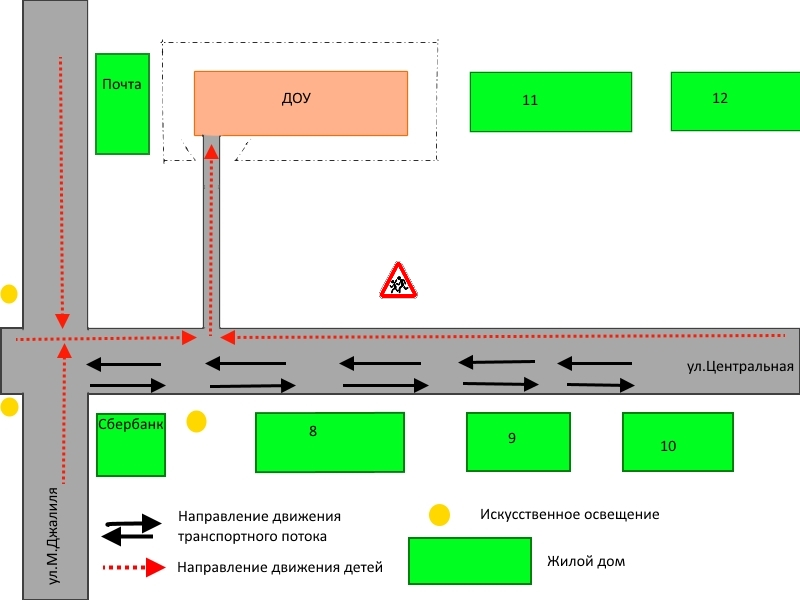 Почта
ДОУ
11
12
ул.Центральная
Сбербанк
8
9
10
ул.М.Джалиля
Направление движения
транспортного потока
Искусственное освещение
Направление движения детей
Жилой дом